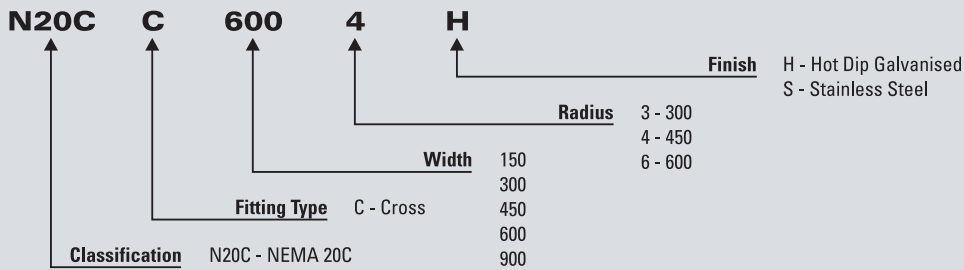 N20C C 600 4 H
Finish H - Hot Dip Galvanised
S - Stainless Steel
Radius 3 - 300
4 - 450
6 - 600
Width 150
300
450
600
900
Fitting Type C - Cross
Classification N20C - NEMA 20C